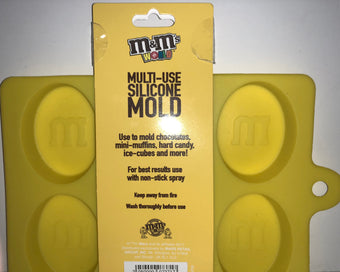 m&m's
WORLD
MULTI-USE
SILICONE
MOLD
Use to mold chocolates,
mini-muffins, hard candy,
ice-cubes and more!
For best results use
with non-stick spray
Keep away from fire
Wash thoroughly before use
m
m